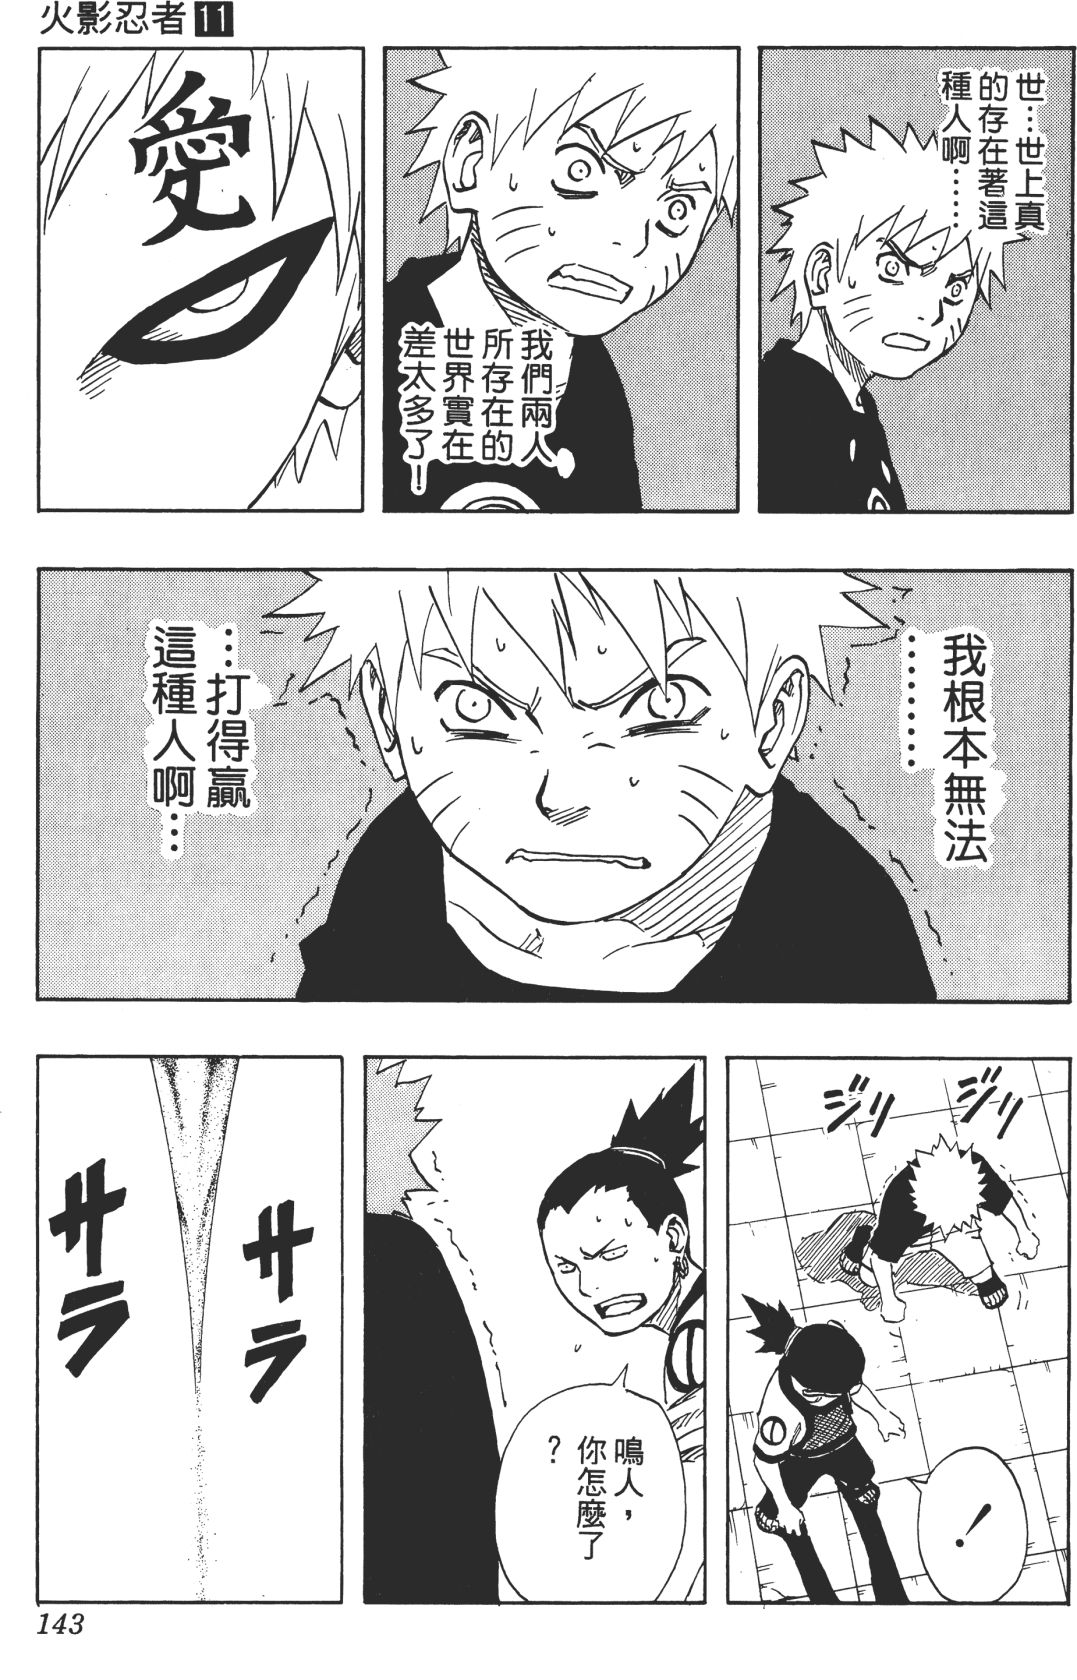 火影忍者11
世…世上真
的存在著這
種人啊……
我們兩人
所存在的
世界實在
差太多了！
愛
我根本無法
………
…打得贏
這種人啊…
ジリ
ジリ
！
鳴人，
你怎麼了
？
サラ
サラ
143